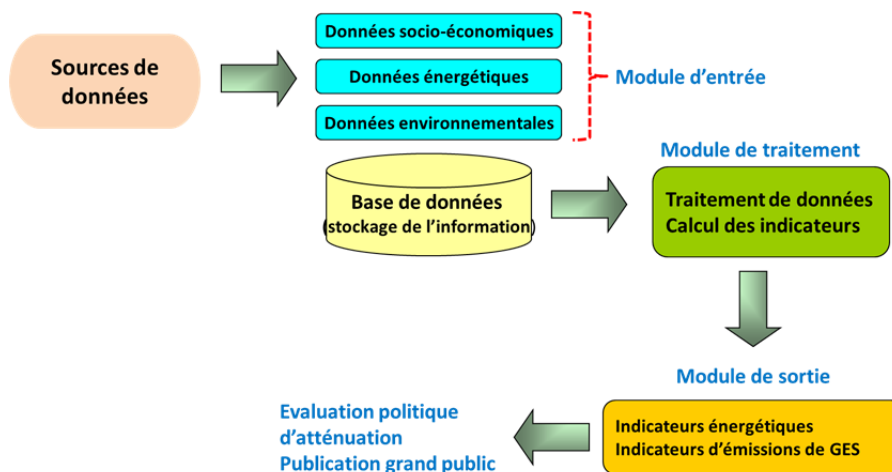 Sources de
données
Données socio-économiques
Données énergétiques
Données environnementales
Module d'entrée
Base de données
(stockage de l'information)
Module de traitement
Traitement de données
Calcul des indicateurs
Module de sortie
Indicateurs énergétiques
Indicateurs d'émissions de GES
Evaluation politique
d'atténuation
Publication grand public